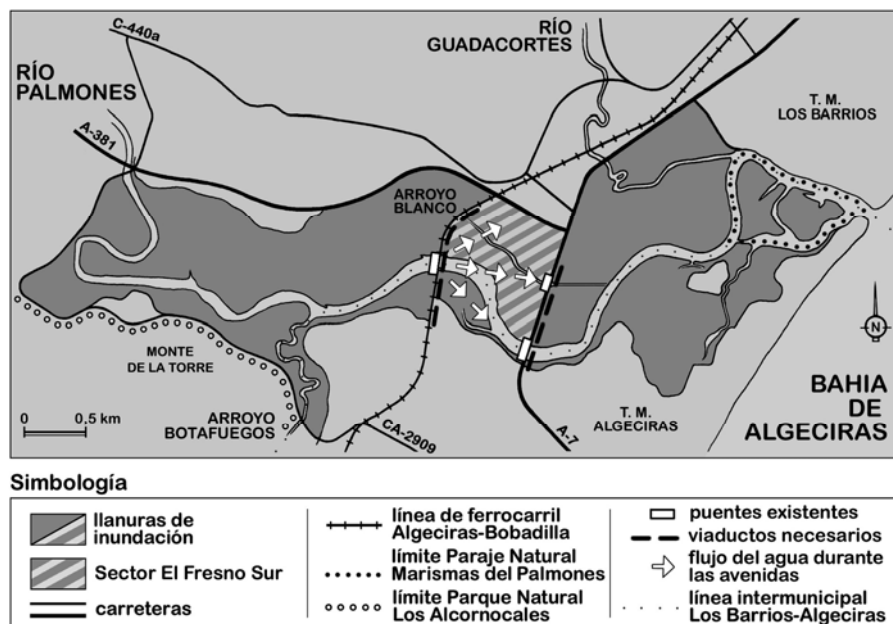 C-440a
RÍO
PALMONES
RÍO
GUADACORTES
T. M.
LOS BARRIOS
A-381
ARROYO
BLANCO
N
MONTE
DE LA TORRE
0 0,5 km
ARROYO
BOTAFUEGOS
CA-2909
A-7
T. M.
ALGECIRAS
BAHIA
DE
ALGECIRAS
Simbología
llanuras de
inundación
Sector El Fresno Sur
carreteras
línea de ferrocarril
Algeciras-Bobadilla
límite Paraje Natural
Marismas del Palmones
límite Parque Natural
Los Alcornocales
puentes existentes
viaductos necesarios
flujo del agua durante
las avenidas
línea intermunicipal
Los Barrios-Algeciras